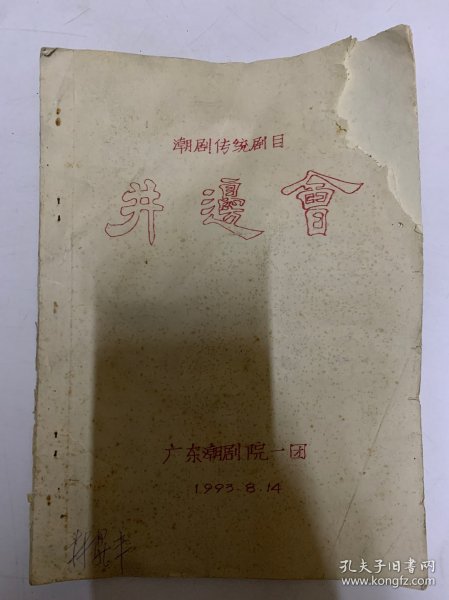 潮剧传统剧目
井邊會
广东潮剧院一团
1993.8.14
孔夫子旧书网
www.kongfz.com